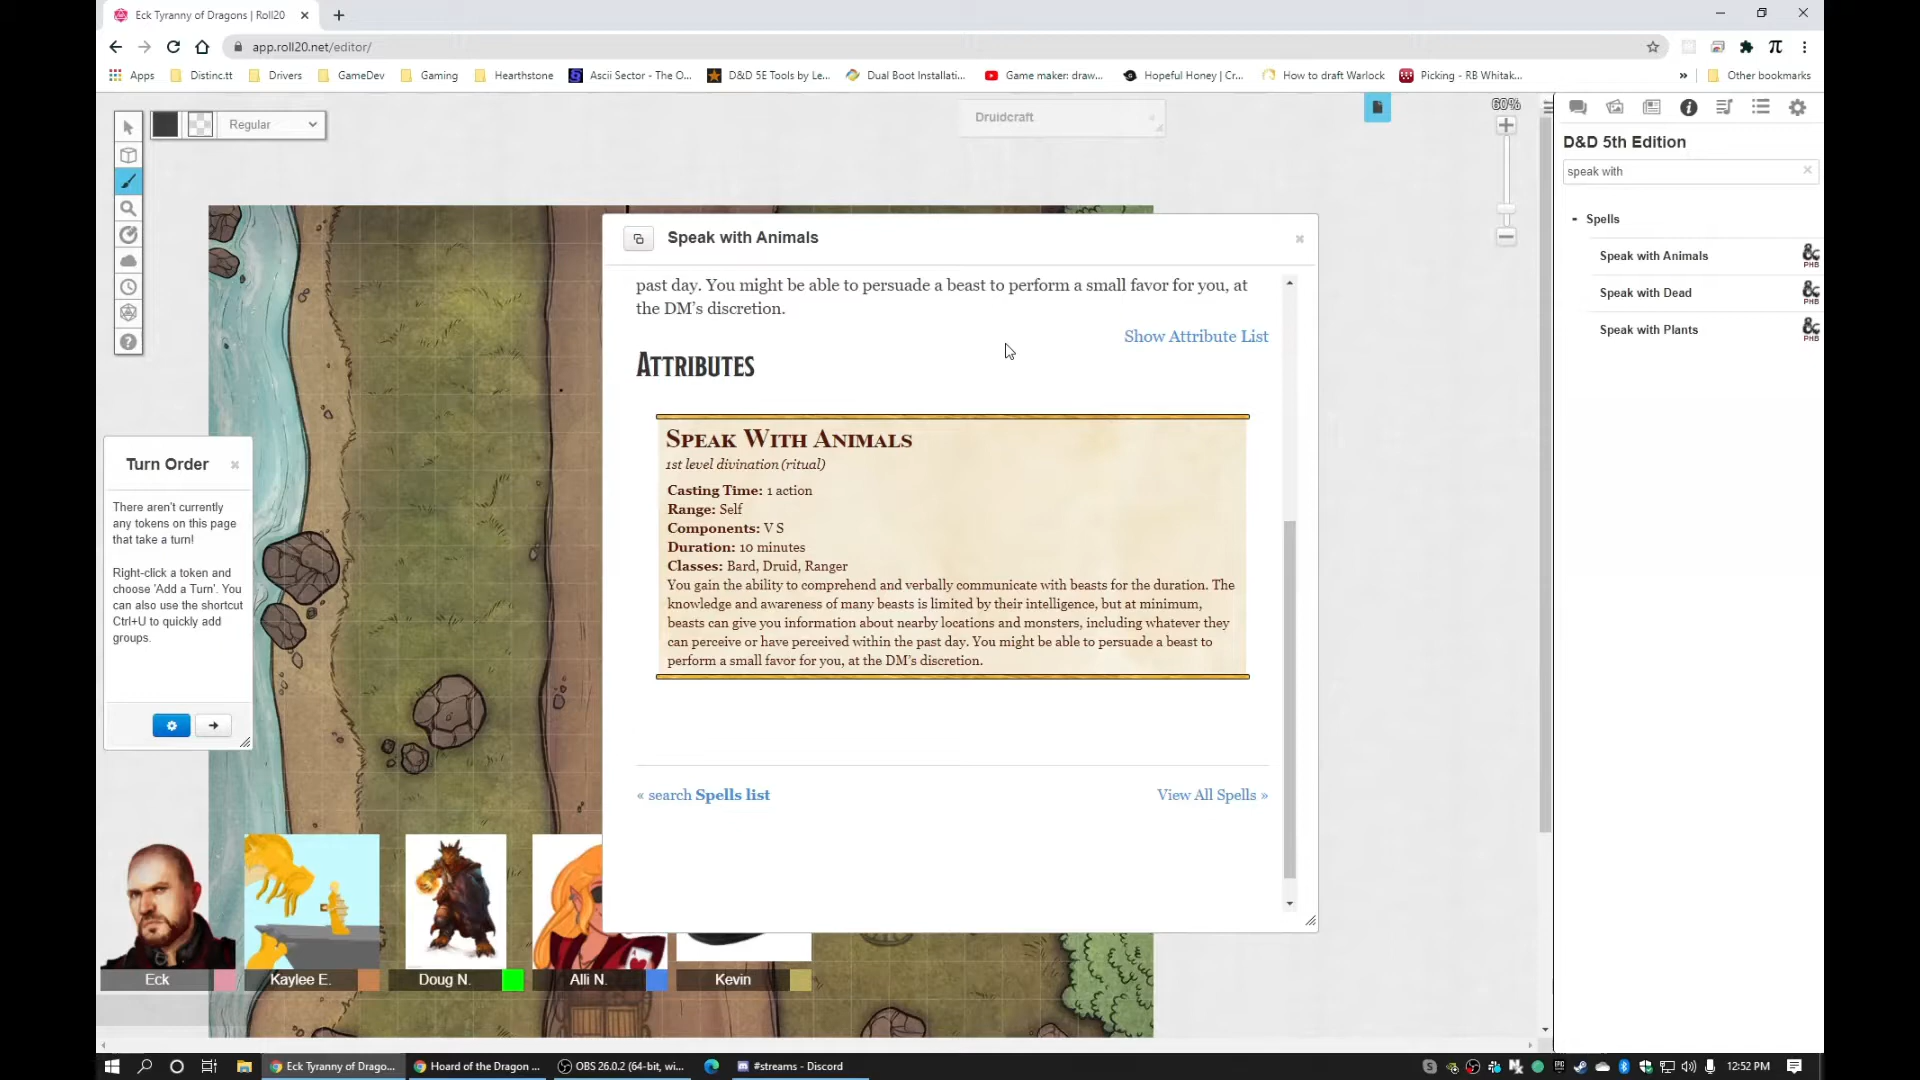 Eck Tyranny of Dragons | Roll20
app.roll20.net/editor/
Apps
Distinc.tt
Drivers
GameDev
Gaming
Hearthstone
Ascii Sector - The O...
D&D 5E Tools by Le...
Dual Boot Installati...
Game maker: draw...
Hopeful Honey | Cr...
How to draft Warlock
Picking - RB Whitak...
»
Other bookmarks
Regular
Druidcraft
60%
D&D 5th Edition
speak with
Spells
Speak with Animals
PHB
Speak with Dead
PHB
Speak with Plants
PHB
Speak with Animals
past day. You might be able to persuade a beast to perform a small favor for you, at
the DM's discretion.
Show Attribute List
Attributes
Speak With Animals
1st level divination (ritual)
Casting Time: 1 action
Range: Self
Components: V S
Duration: 10 minutes
Classes: Bard, Druid, Ranger
You gain the ability to comprehend and verbally communicate with beasts for the duration. The
knowledge and awareness of many beasts is limited by their intelligence, but at minimum,
beasts can give you information about nearby locations and monsters, including whatever they
can perceive or have perceived within the past day. You might be able to persuade a beast to
perform a small favor for you, at the DM's discretion.
« search Spells list
View All Spells »
Turn Order
There aren't currently
any tokens on this page
that take a turn!
Right-click a token and
choose 'Add a Turn'. You
can also use the shortcut
Ctrl+U to quickly add
groups.
Eck
Kaylee E.
Doug N.
Alli N.
Kevin
Eck Tyranny of Drago...
Hoard of the Dragon ...
OBS 26.0.2 (64-bit, wi...
#streams - Discord
12:52 PM